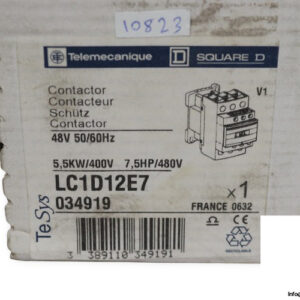 10823
Telemecanique SQUARE D
Contactor
Contacteur
Schütz
Contactor
V1
48V 50/60Hz
5,5KW/400V 7,5HP/480V
LC1D12E7
034919
x1
FRANCE 0632
TeSys
3 389110 349191